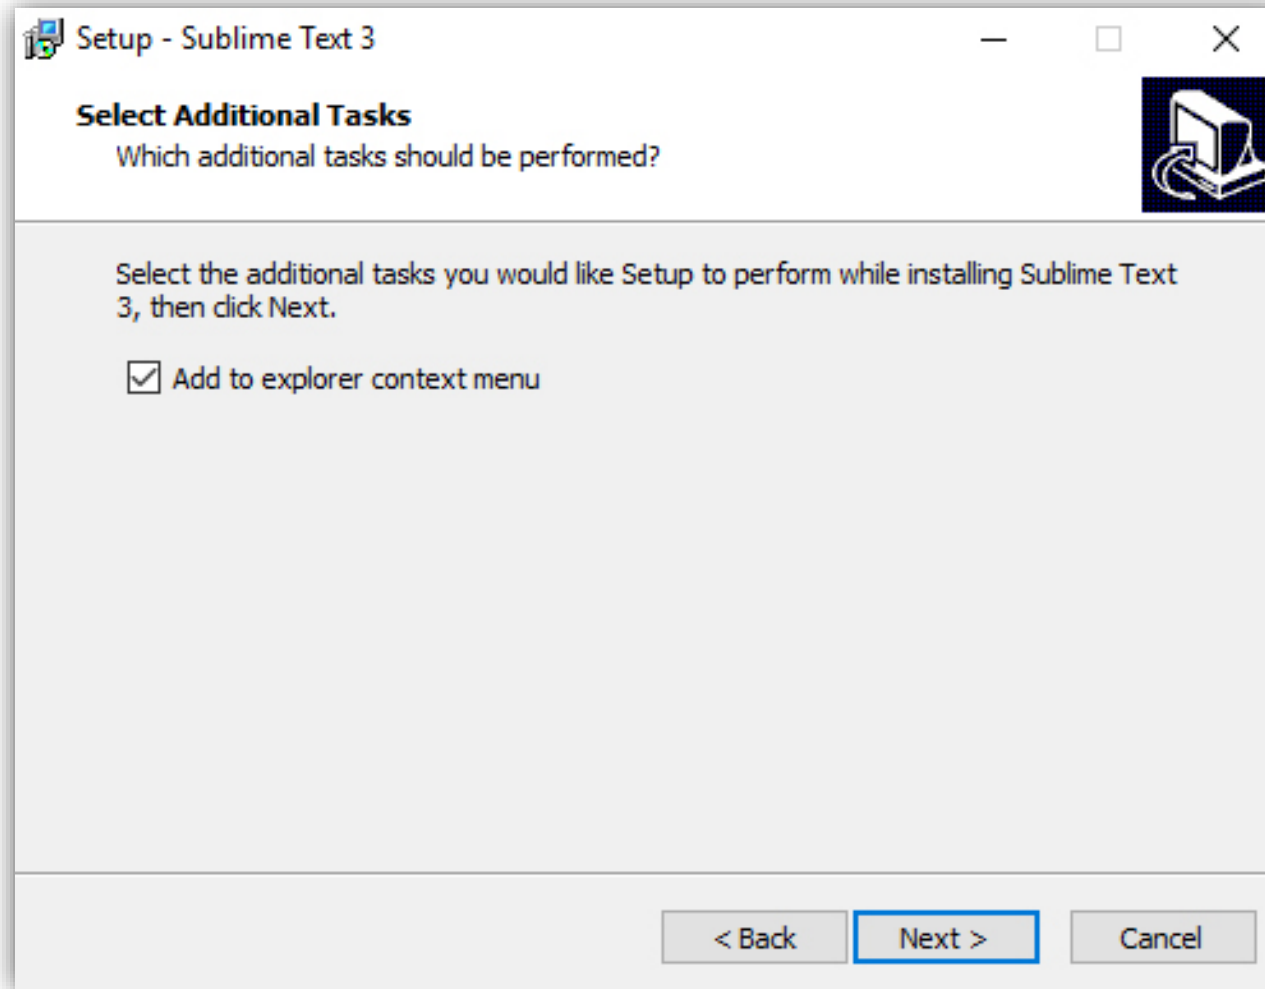 Setup - Sublime Text 3
Select Additional Tasks
Which additional tasks should be performed?
Select the additional tasks you would like Setup to perform while installing Sublime Text
3, then click Next.
Add to explorer context menu
< Back
Next >
Cancel